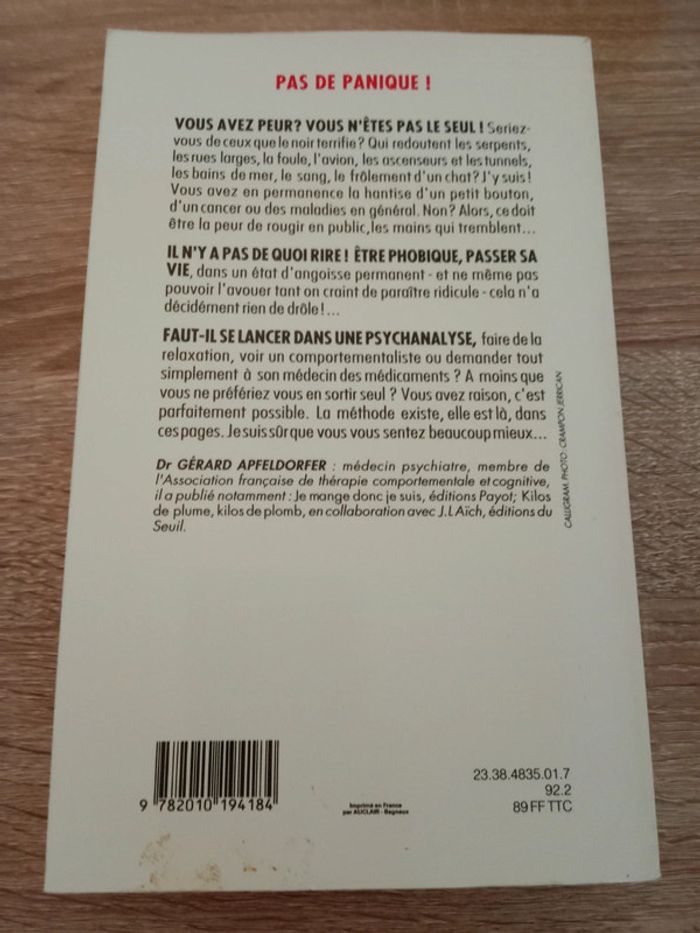 PAS DE PANIQUE !
VOUS AVEZ PEUR? VOUS N'ÊTES PAS LE SEUL ! Seriez-
vous de ceux que le noir terrifie? Qui redoutent les serpents,
les rues larges, la foule, l'avion, les ascenseurs et les tunnels,
les bains de mer, le sang, le frôlement d'un chat? J'y suis!
Vous avez en permanence la hantise d'un petit bouton,
d'un cancer ou des maladies en général. Non? Alors, ce doit
être la peur de rougir en public, les mains qui tremblent...
IL N'Y A PAS DE QUOI RIRE ! ÊTRE PHOBIQUE, PASSER SA
VIE, dans un état d'angoisse permanent - et ne même pas
pouvoir l'avouer tant on craint de paraître ridicule - cela n'a
décidément rien de drôle!...
FAUT-IL SE LANCER DANS UNE PSYCHANALYSE, faire de la
relaxation, voir un comportementaliste ou demander tout
simplement à son médecin des médicaments ? A moins que
vous ne préfériez vous en sortir seul ? Vous avez raison, c'est
parfaitement possible. La méthode existe, elle est là, dans
ces pages. Je suis sûr que vous vous sentez beaucoup mieux...
Dr GÉRARD APFELDORFER : médecin psychiatre, membre de
l'Association française de thérapie comportementale et cognitive,
il a publié notamment : Je mange donc je suis, éditions Payot; Kilos
de plume, kilos de plomb, en collaboration avec J.L Aïch, éditions du
Seuil.
CALLIGRAM. PHOTO : CRAMPON JERRICAN
9 782010 194184
Imprimé en France
par AUCLAIR - Bagneux
23.38.4835.01.7
92.2
89 FF TTC